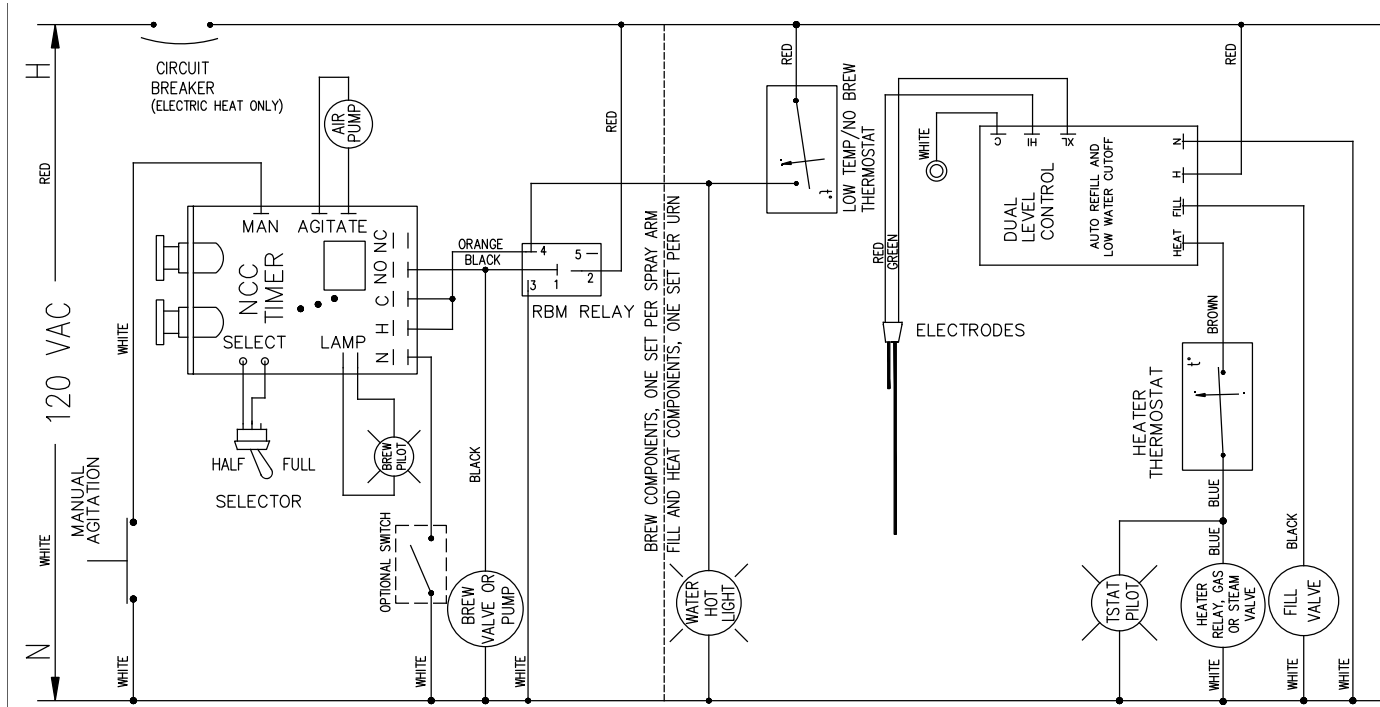 H
RED
120 VAC
WHITE
N
CIRCUIT
BREAKER
(ELECTRIC HEAT ONLY)
AIR
PUMP
WHITE
MAN
AGITATE
NCC
TIMER
NC
NO
C
H
N
SELECT
LAMP
HALF
FULL
SELECTOR
BREW
PILOT
MANUAL
AGITATION
WHITE
OPTIONAL SWITCH
WHITE
ORANGE
BLACK
BLACK
BREW
VALVE OR
PUMP
4
5
3
1
2
RBM RELAY
RED
WHITE
BREW COMPONENTS, ONE SET PER SPRAY ARM
FILL AND HEAT COMPONENTS, ONE SET PER URN
RED
t°
LOW TEMP/NO BREW
THERMOSTAT
WATER
HOT
LIGHT
WHITE
RED
GREEN
ELECTRODES
C
HI
XL
DUAL
LEVEL
CONTROL
AUTO REFILL AND
LOW WATER CUTOFF
N
H
FILL
HEAT
RED
BROWN
t°
HEATER
THERMOSTAT
BLUE
BLUE
BLACK
TSTAT
PILOT
HEATER
RELAY, GAS
OR STEAM
VALVE
FILL
VALVE
WHITE
WHITE
WHITE